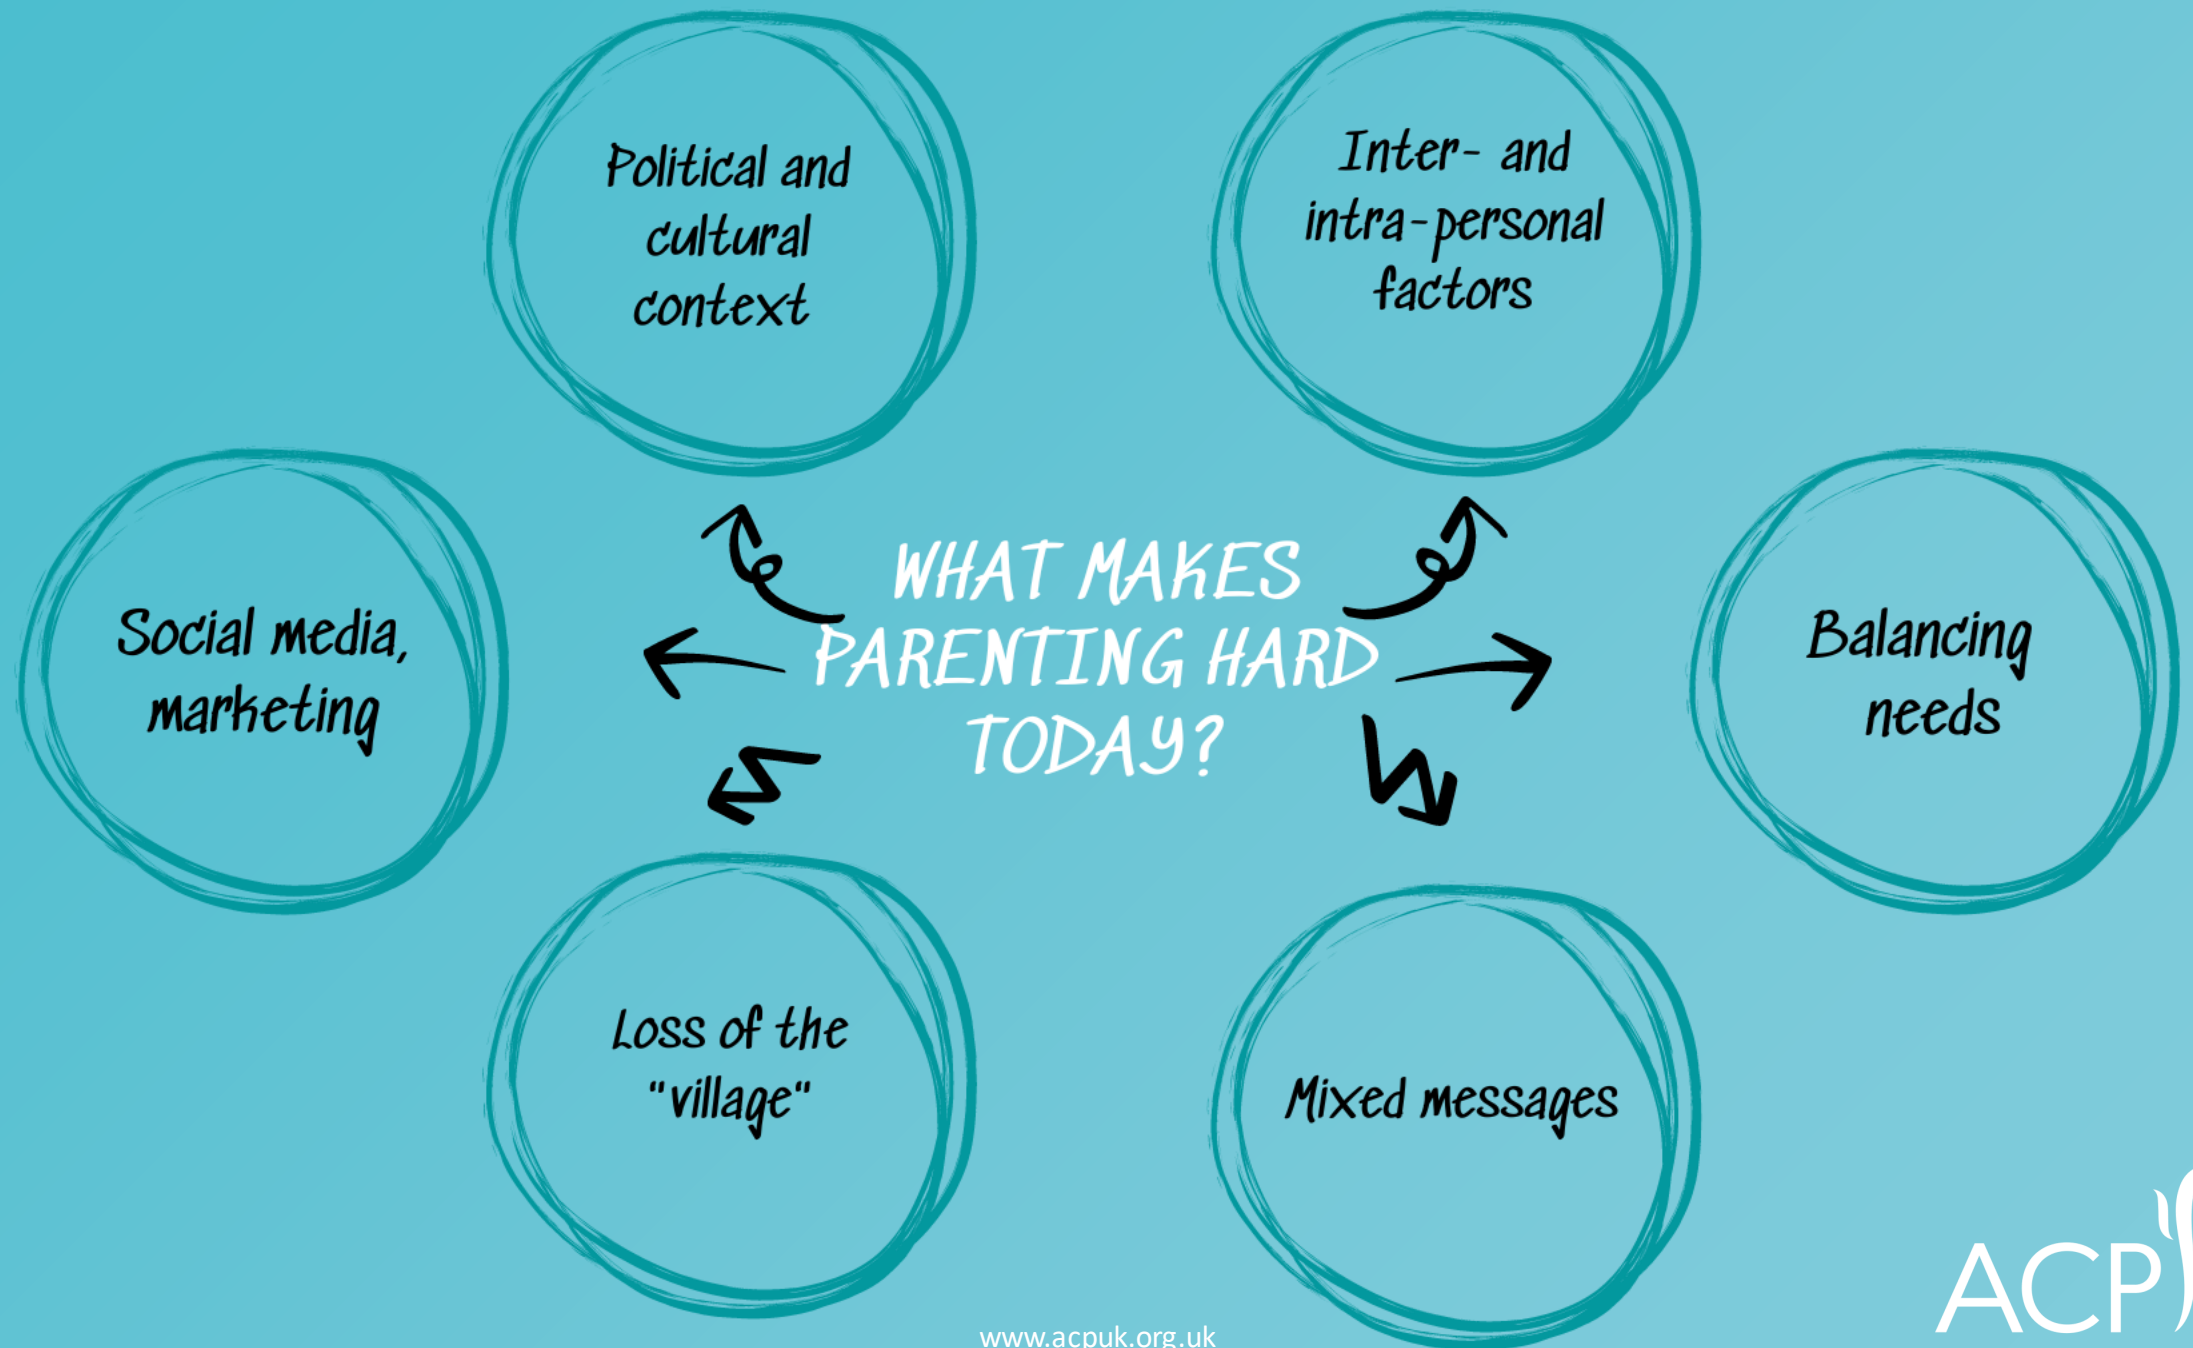 Political and
cultural
context
Inter- and
intra-personal
factors
Social media,
marketing
WHAT MAKES
PARENTING HARD
TODAY?
Balancing
needs
Loss of the
"village"
Mixed messages
ACP
www.acpuk.org.uk